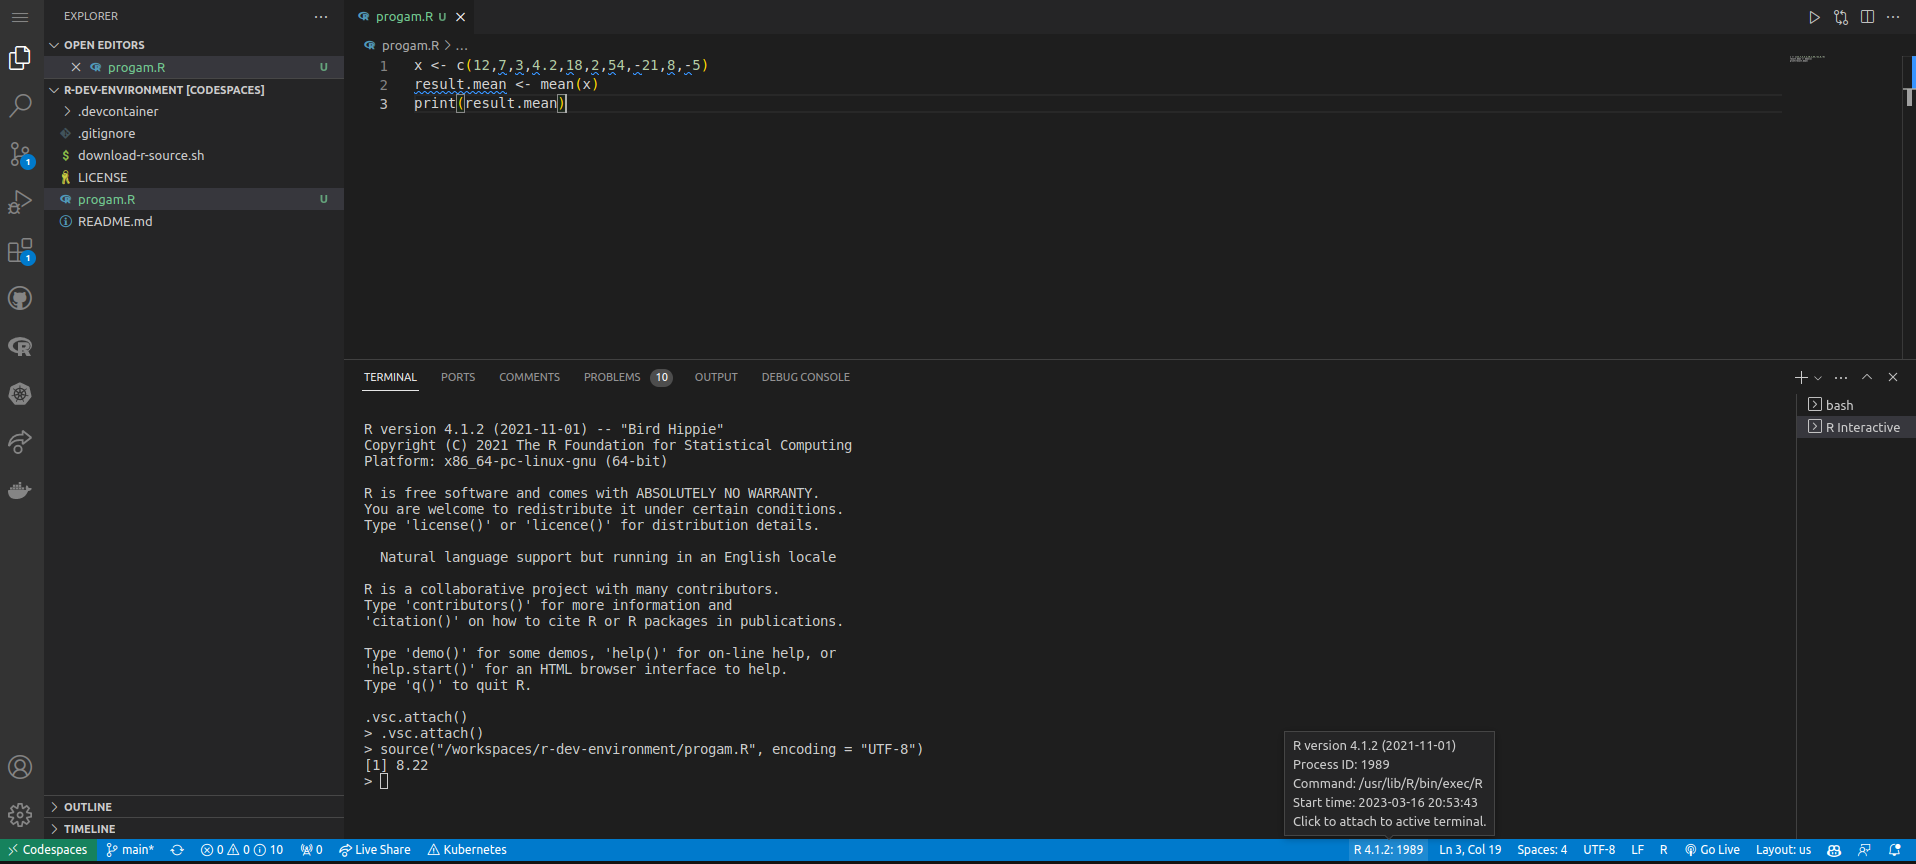 EXPLORER
OPEN EDITORS
progam.R U
R-DEV-ENVIRONMENT [CODESPACES]
.devcontainer
.gitignore
download-r-source.sh
LICENSE
progam.R U
README.md
OUTLINE
TIMELINE
1
1
progam.R U
progam.R > ...
1 x <- c(12,7,3,4.2,18,2,54,-21,8,-5)
2 result.mean <- mean(x)
3 print(result.mean)
TERMINAL PORTS COMMENTS PROBLEMS 10 OUTPUT DEBUG CONSOLE
bash
R Interactive
R version 4.1.2 (2021-11-01) -- "Bird Hippie"
Copyright (C) 2021 The R Foundation for Statistical Computing
Platform: x86_64-pc-linux-gnu (64-bit)
R is free software and comes with ABSOLUTELY NO WARRANTY.
You are welcome to redistribute it under certain conditions.
Type 'license()' or 'licence()' for distribution details.
Natural language support but running in an English locale
R is a collaborative project with many contributors.
Type 'contributors()' for more information and
'citation()' on how to cite R or R packages in publications.
Type 'demo()' for some demos, 'help()' for on-line help, or
'help.start()' for an HTML browser interface to help.
Type 'q()' to quit R.
.vsc.attach()
> .vsc.attach()
> source("/workspaces/r-dev-environment/progam.R", encoding = "UTF-8")
[1] 8.22
>
R version 4.1.2 (2021-11-01)
Process ID: 1989
Command: /usr/lib/R/bin/exec/R
Start time: 2023-03-16 20:53:43
Click to attach to active terminal.
Codespaces main* 0 0 10 0 Live Share Kubernetes R 4.1.2: 1989 Ln 3, Col 19 Spaces: 4 UTF-8 LF R Go Live Layout: us